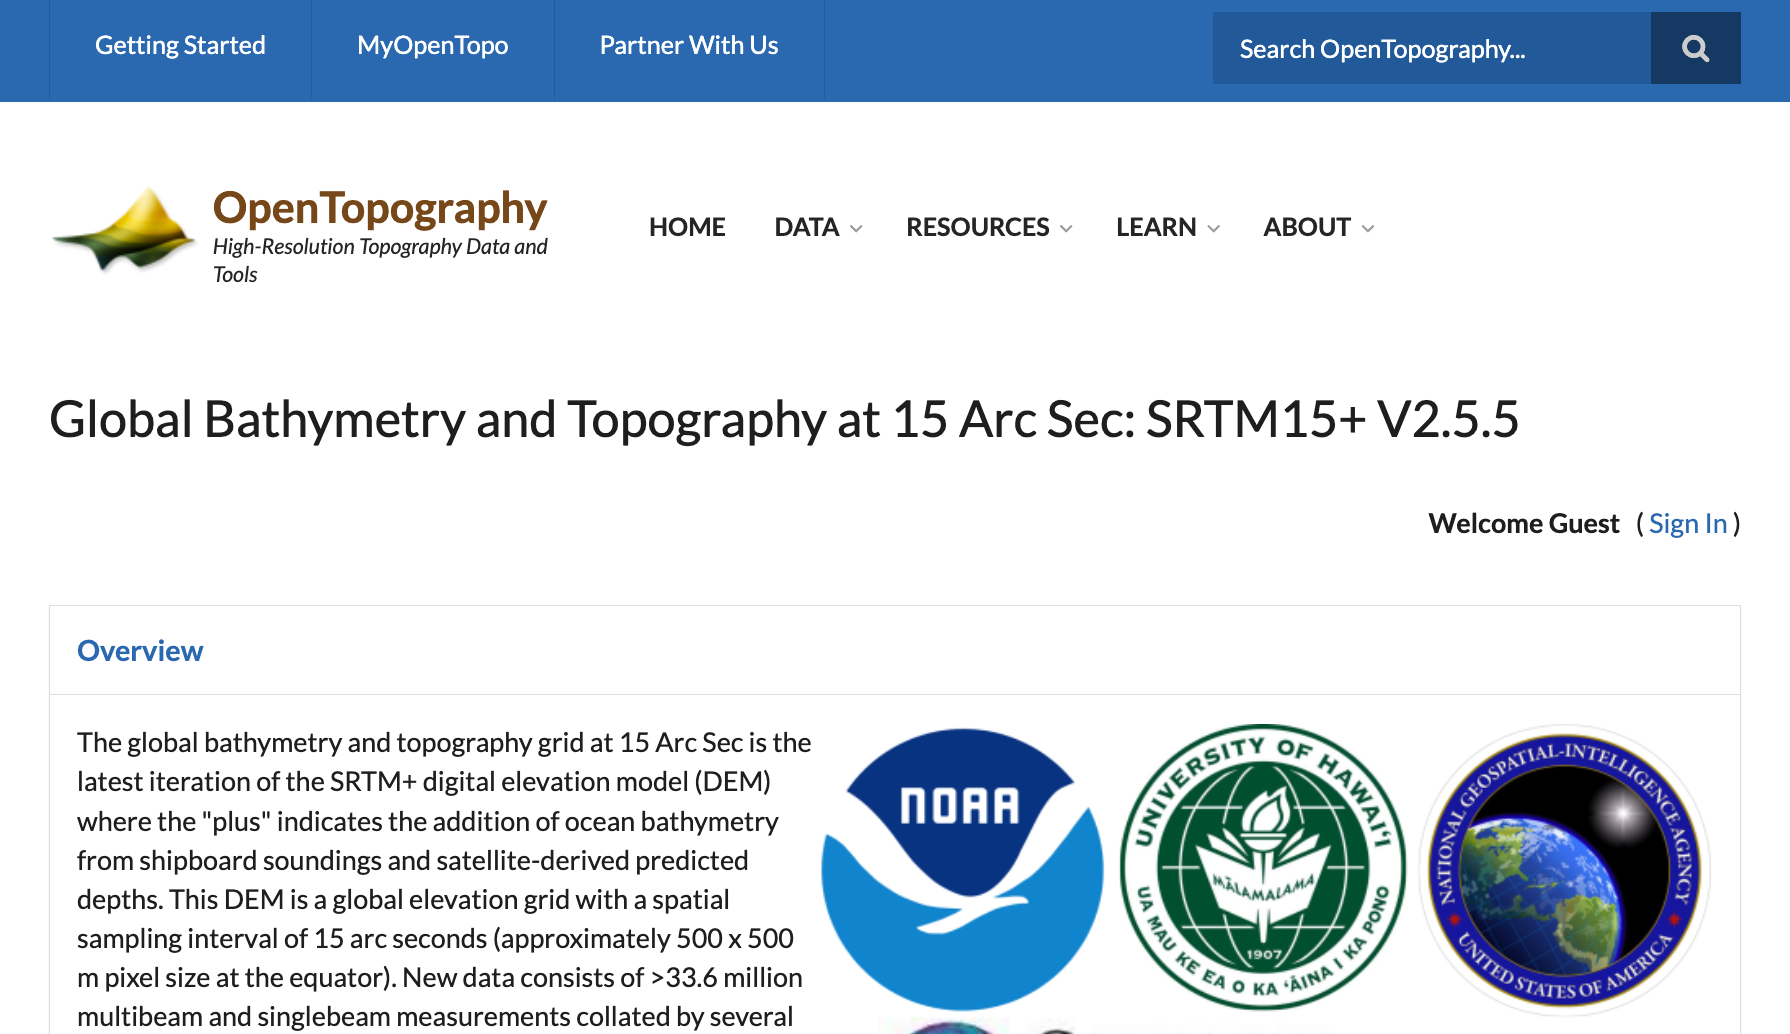 Getting Started
MyOpenTopo
Partner With Us
Search OpenTopography...
OpenTopography
High-Resolution Topography Data and
Tools
HOME
DATA
RESOURCES
LEARN
ABOUT
Global Bathymetry and Topography at 15 Arc Sec: SRTM15+ V2.5.5
Welcome Guest ( Sign In )
Overview
The global bathymetry and topography grid at 15 Arc Sec is the
latest iteration of the SRTM+ digital elevation model (DEM)
where the "plus" indicates the addition of ocean bathymetry
from shipboard soundings and satellite-derived predicted
depths. This DEM is a global elevation grid with a spatial
sampling interval of 15 arc seconds (approximately 500 x 500
m pixel size at the equator). New data consists of >33.6 million
multibeam and singlebeam measurements collated by several
NOAA
UNIVERSITY OF HAWAIʻI
MĀLAMALAMA
1907
UA MAU KE EA O KA ʻĀINA I KA PONO
NATIONAL GEOSPATIAL-INTELLIGENCE AGENCY
UNITED STATES OF AMERICA